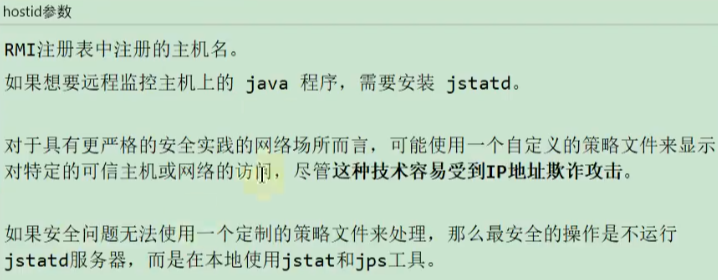 hostid参数
RMI注册表中注册的主机名。
如果想要远程监控主机上的 java 程序，需要安装 jstatd。
对于具有更严格的安全实践的网络场所而言，可能使用一个自定义的策略文件来显示
对特定的可信主机或网络的访问，尽管这种技术容易受到IP地址欺诈攻击。
如果安全问题无法使用一个定制的策略文件来处理，那么最安全的操作是不运行
jstatd服务器，而是在本地使用jstat和jps工具。